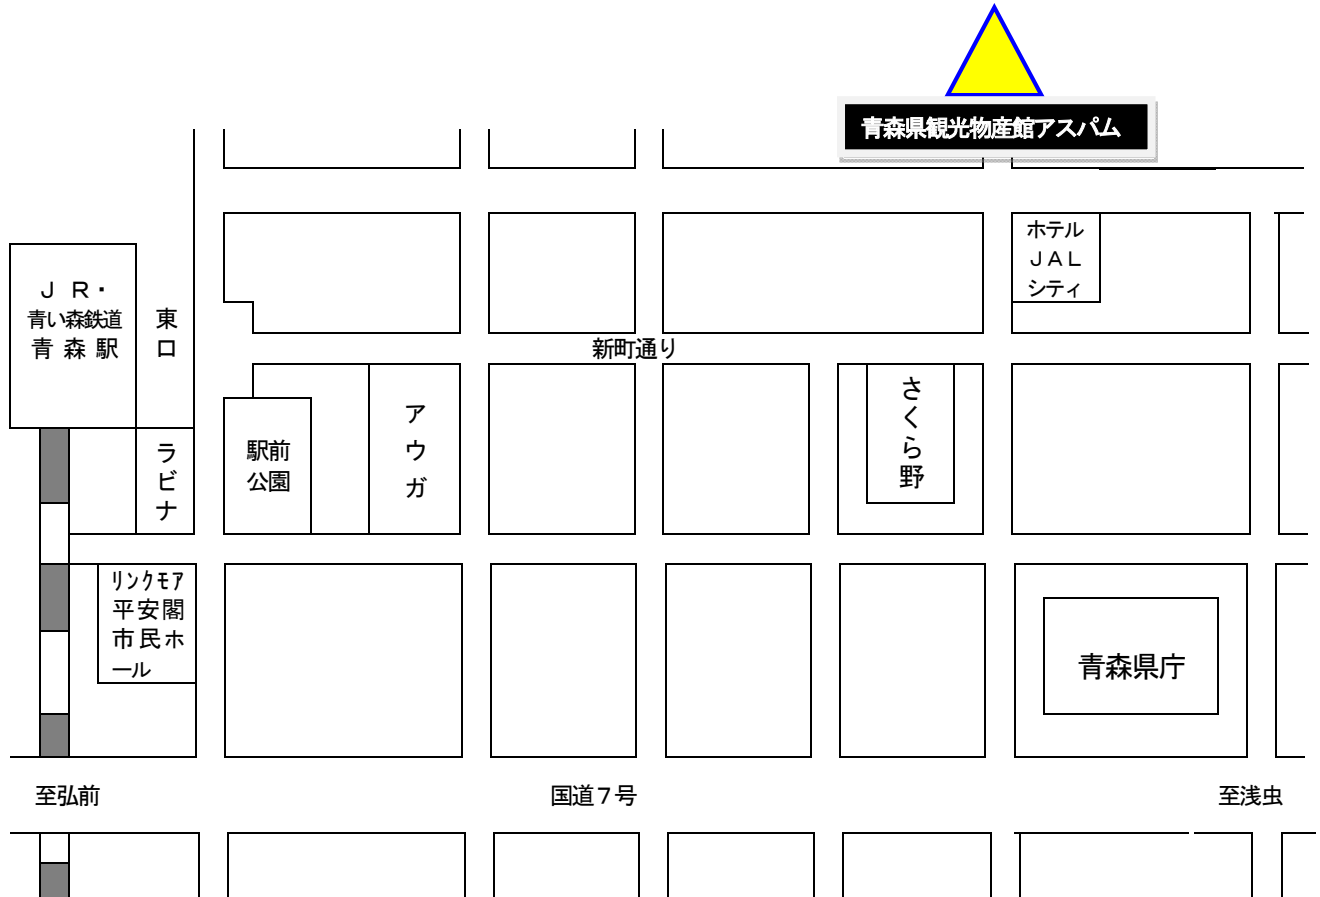 青森県観光物産館アスパム
ホテル
ＪＡＬ
シティ
Ｊ Ｒ・
青い森鉄道
青 森 駅
東
口
新町通り
ア
ウ
ガ
さ
く
ら
野
駅前
公園
ラ
ビ
ナ
ﾘﾝｸﾓｱ
平安閣
市民ホ
ール
青森県庁
至弘前
国道７号
至浅虫